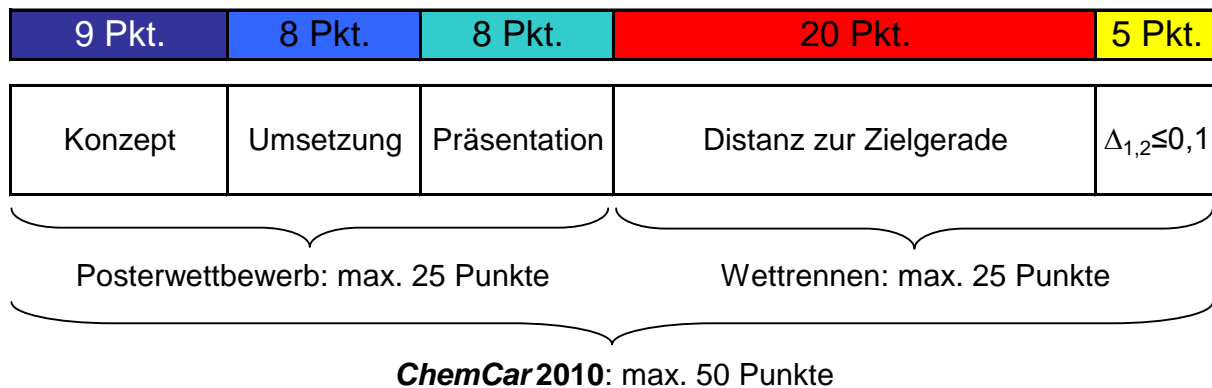 9 Pkt. 8 Pkt. 8 Pkt. 20 Pkt. 5 Pkt.
Konzept Umsetzung Präsentation Distanz zur Zielgerade Δ1,2≤0,1
Posterwettbewerb: max. 25 Punkte Wettrennen: max. 25 Punkte
ChemCar 2010: max. 50 Punkte